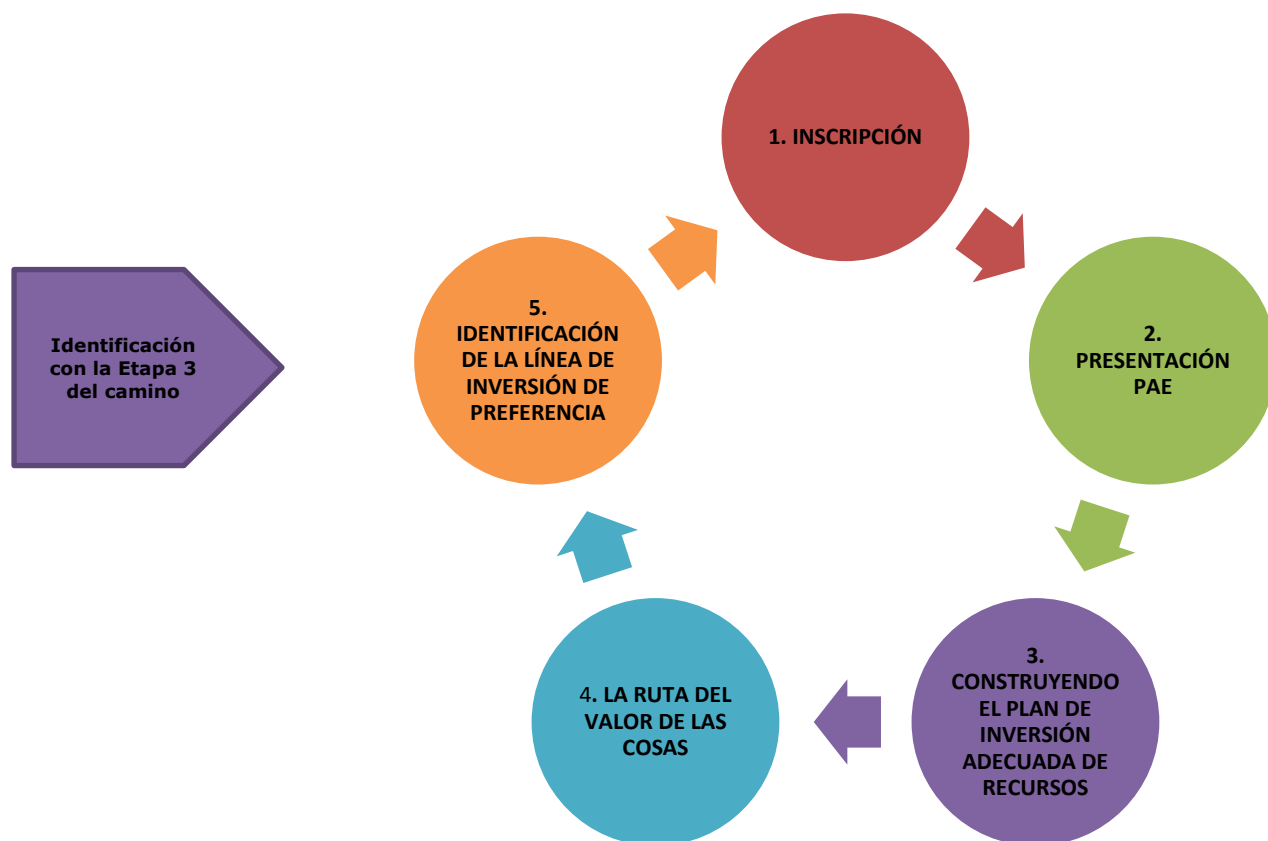 1. INSCRIPCIÓN
2.
PRESENTACIÓN
PAE
3.
CONSTRUYENDO
EL PLAN DE
INVERSIÓN
ADECUADA DE
RECURSOS
4. LA RUTA DEL
VALOR DE LAS
COSAS
5.
IDENTIFICACIÓN
DE LA LÍNEA DE
INVERSIÓN DE
PREFERENCIA
Identificación
con la Etapa 3
del camino